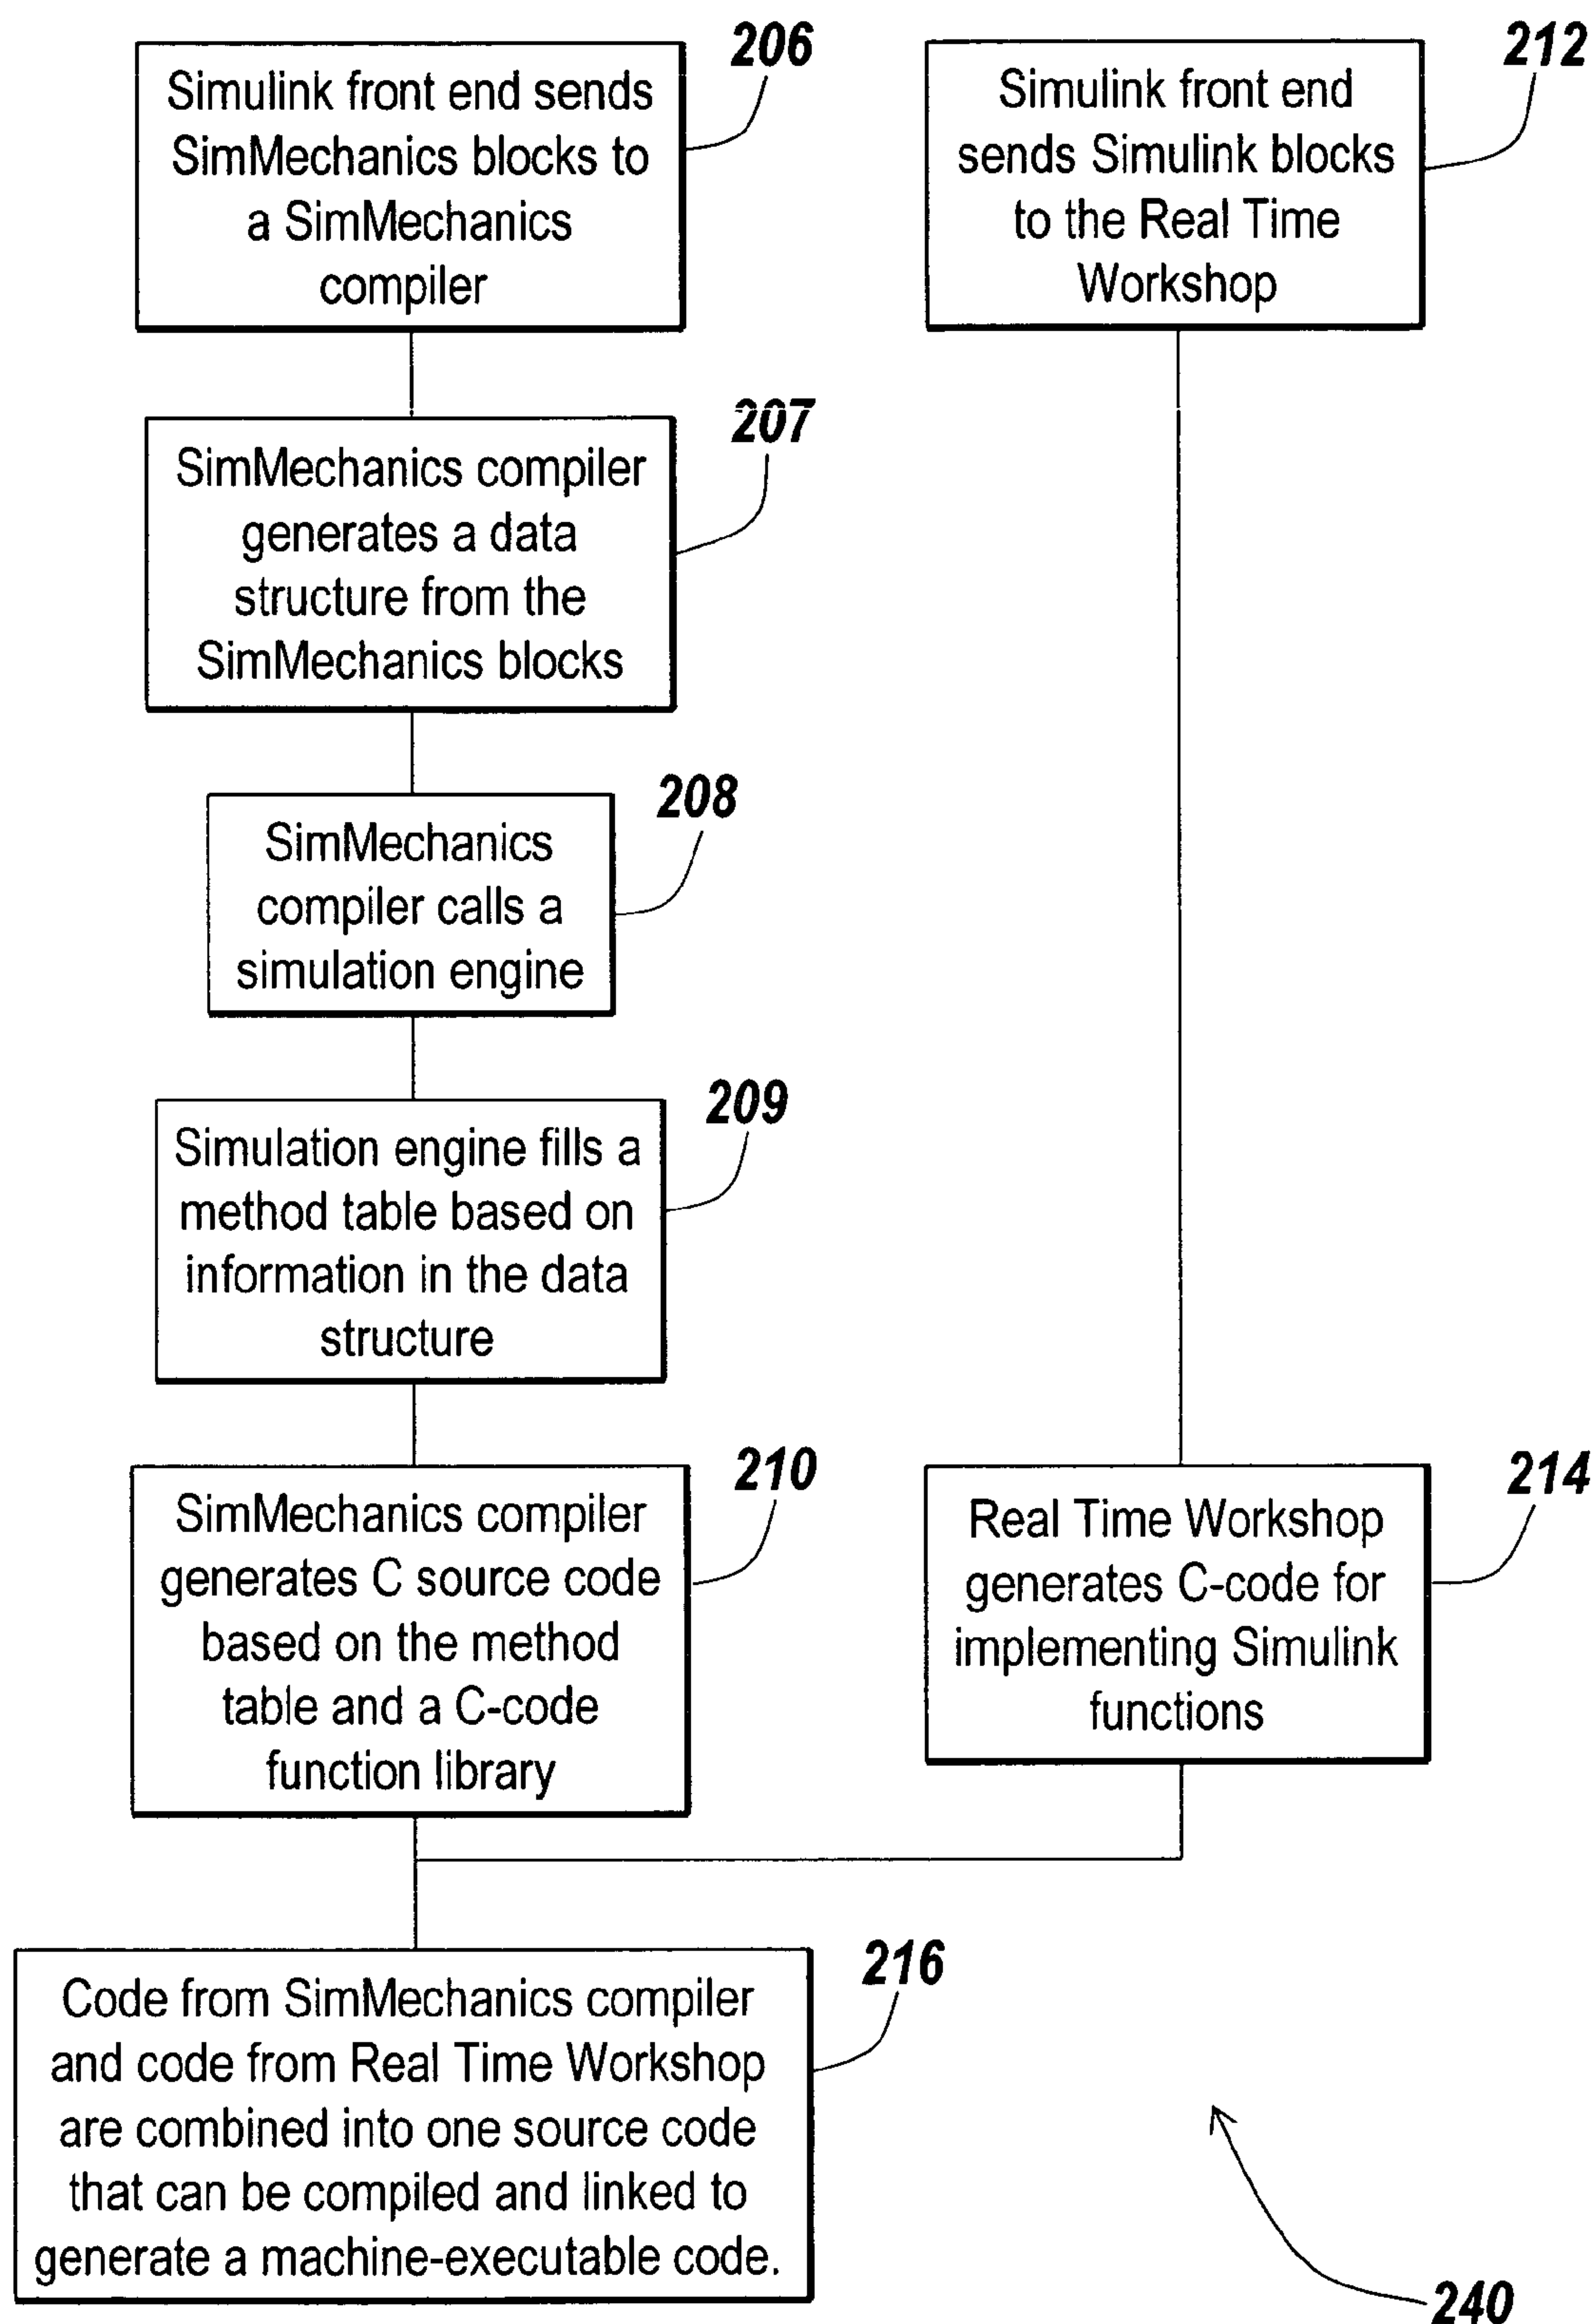 206
Simulink front end sends
SimMechanics blocks to
a SimMechanics
compiler
207
SimMechanics compiler
generates a data
structure from the
SimMechanics blocks
208
SimMechanics
compiler calls a
simulation engine
209
Simulation engine fills a
method table based on
information in the data
structure
210
SimMechanics compiler
generates C source code
based on the method
table and a C-code
function library
212
Simulink front end
sends Simulink blocks
to the Real Time
Workshop
214
Real Time Workshop
generates C-code for
implementing Simulink
functions
216
Code from SimMechanics compiler
and code from Real Time Workshop
are combined into one source code
that can be compiled and linked to
generate a machine-executable code.
240